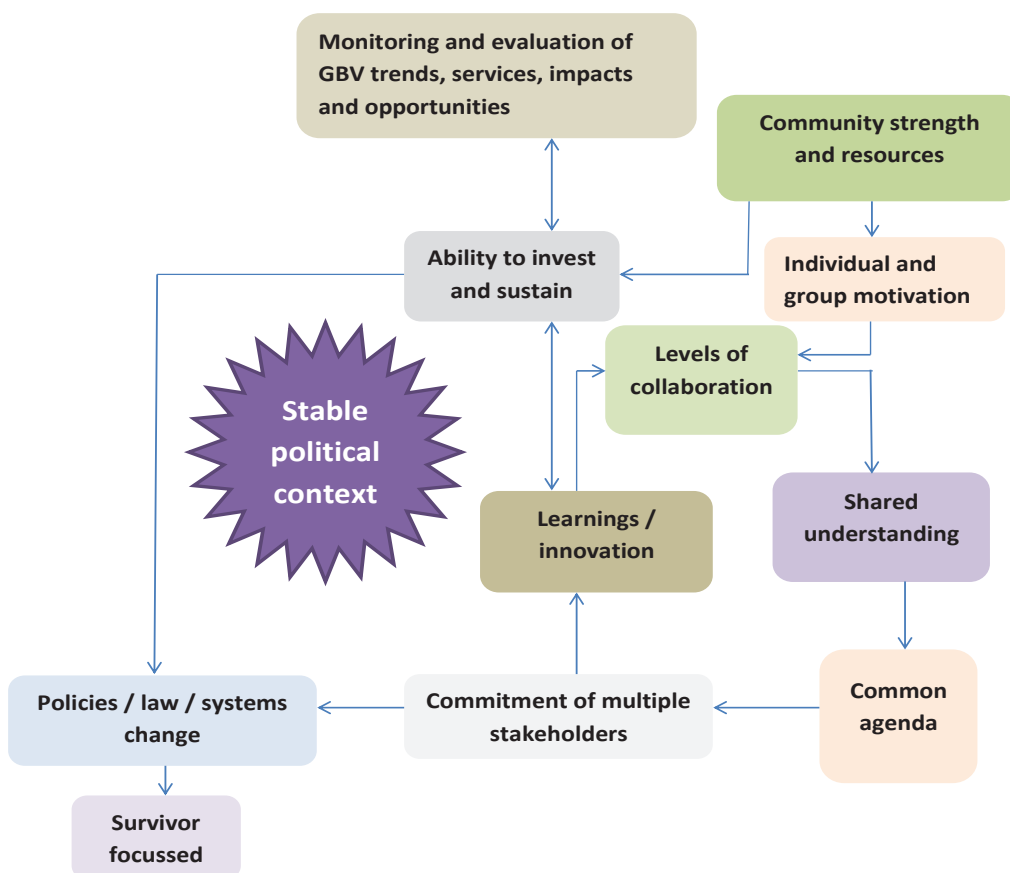 Monitoring and evaluation of
GBV trends, services, impacts
and opportunities
Community strength
and resources
Ability to invest
and sustain
Individual and
group motivation
Levels of
collaboration
Stable
political
context
Learnings /
innovation
Shared
understanding
Policies / law / systems
change
Commitment of multiple
stakeholders
Common
agenda
Survivor
focussed